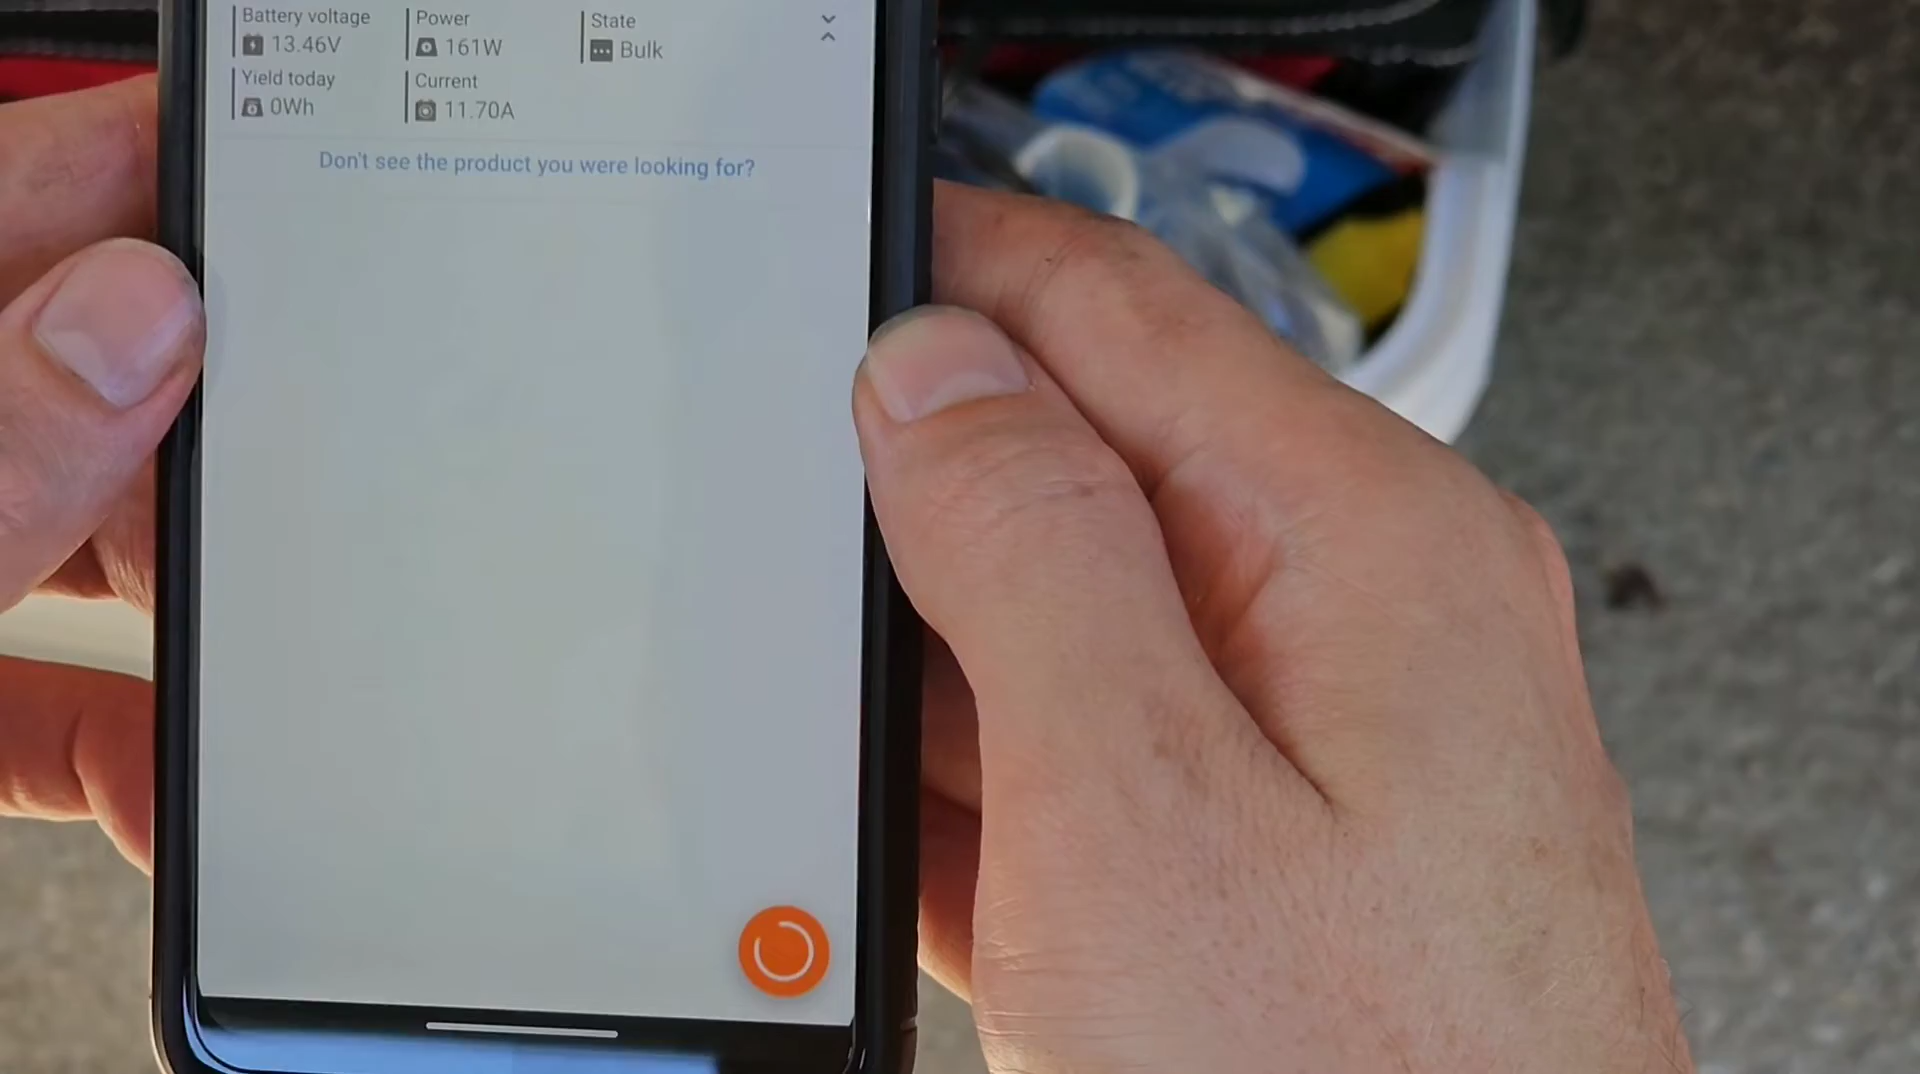 Battery voltage
13.46V
Power
161W
State
Bulk
Yield today
0Wh
Current
11.70A
Don't see the product you were looking for?